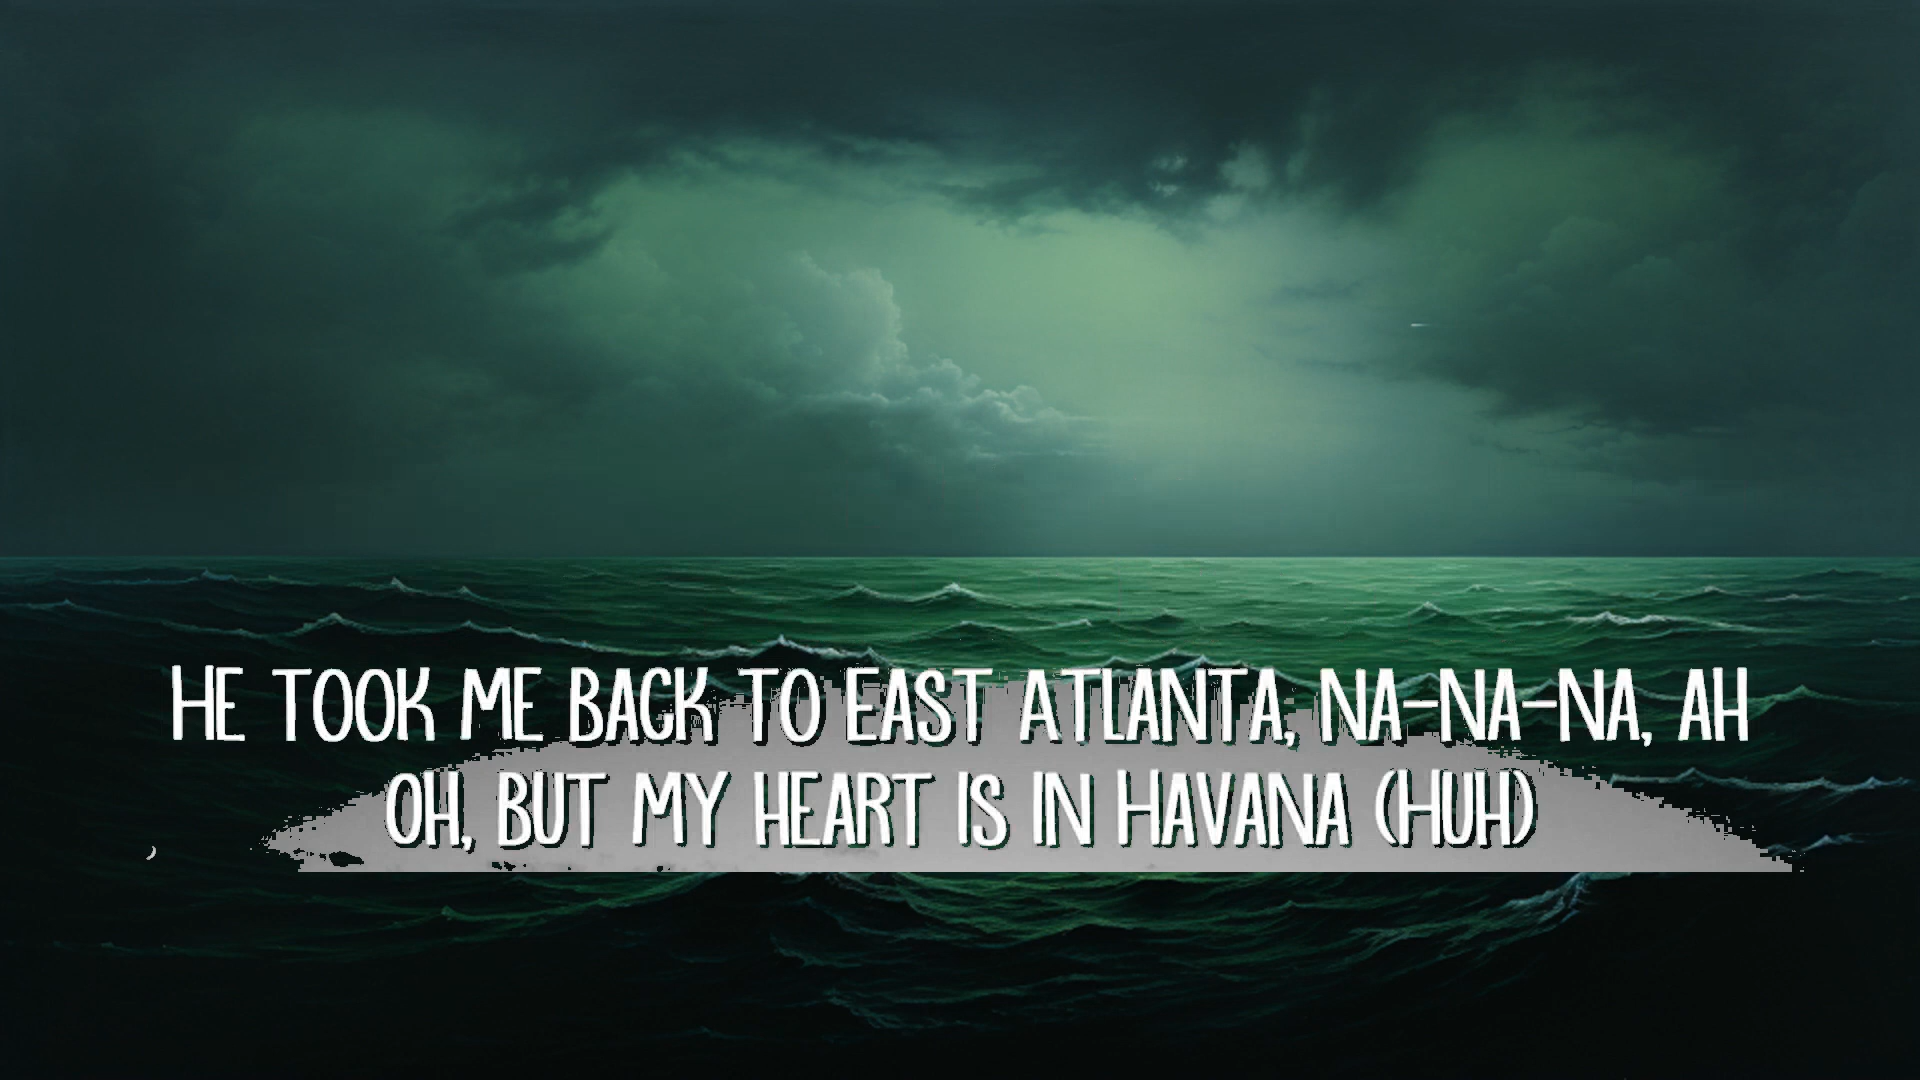 HE TOOK ME BACK TO EAST ATLANTA, NA-NA-NA, AH
OH, BUT MY HEART IS IN HAVANA (HUH)